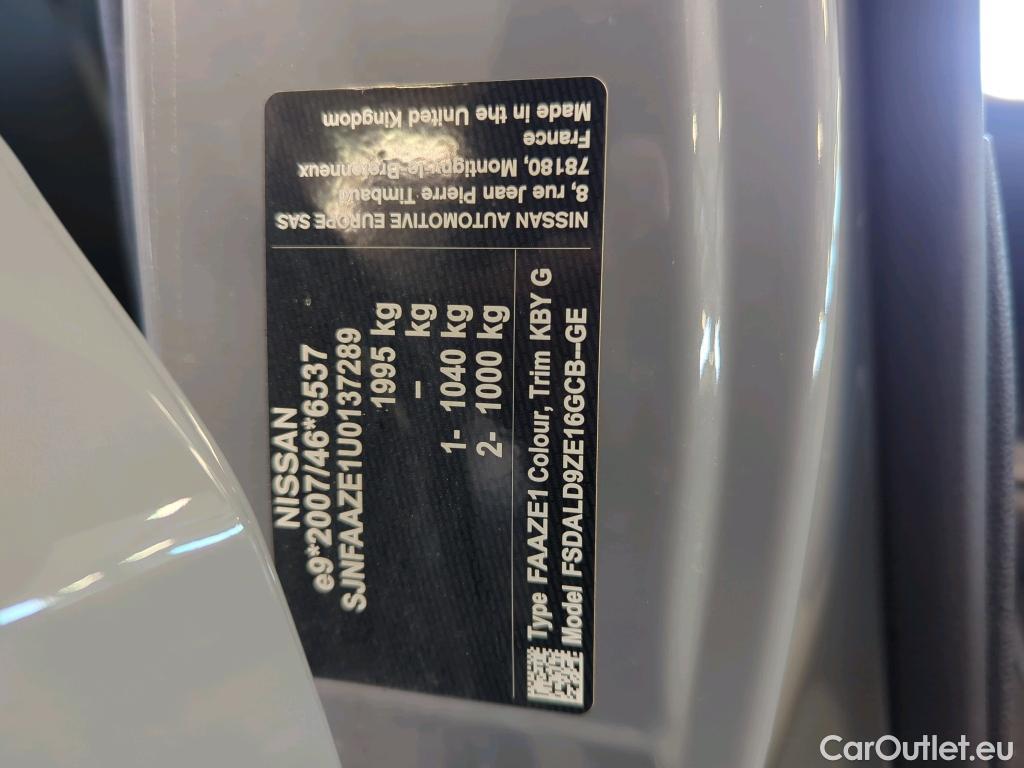 NISSAN
e9*2007/46*6537
SJNFAAZE1U0137289
1995 kg
– kg
1- 1040 kg
2- 1000 kg
Type FAAZE1 Colour, Trim KBY G
Model FSDALD9ZE16GCB--GE
NISSAN AUTOMOTIVE EUROPE SAS
8, rue Jean Pierre Timbaud
78180, Montigny-le-Bretonneux
France
Made in the United Kingdom
CarOutlet.eu